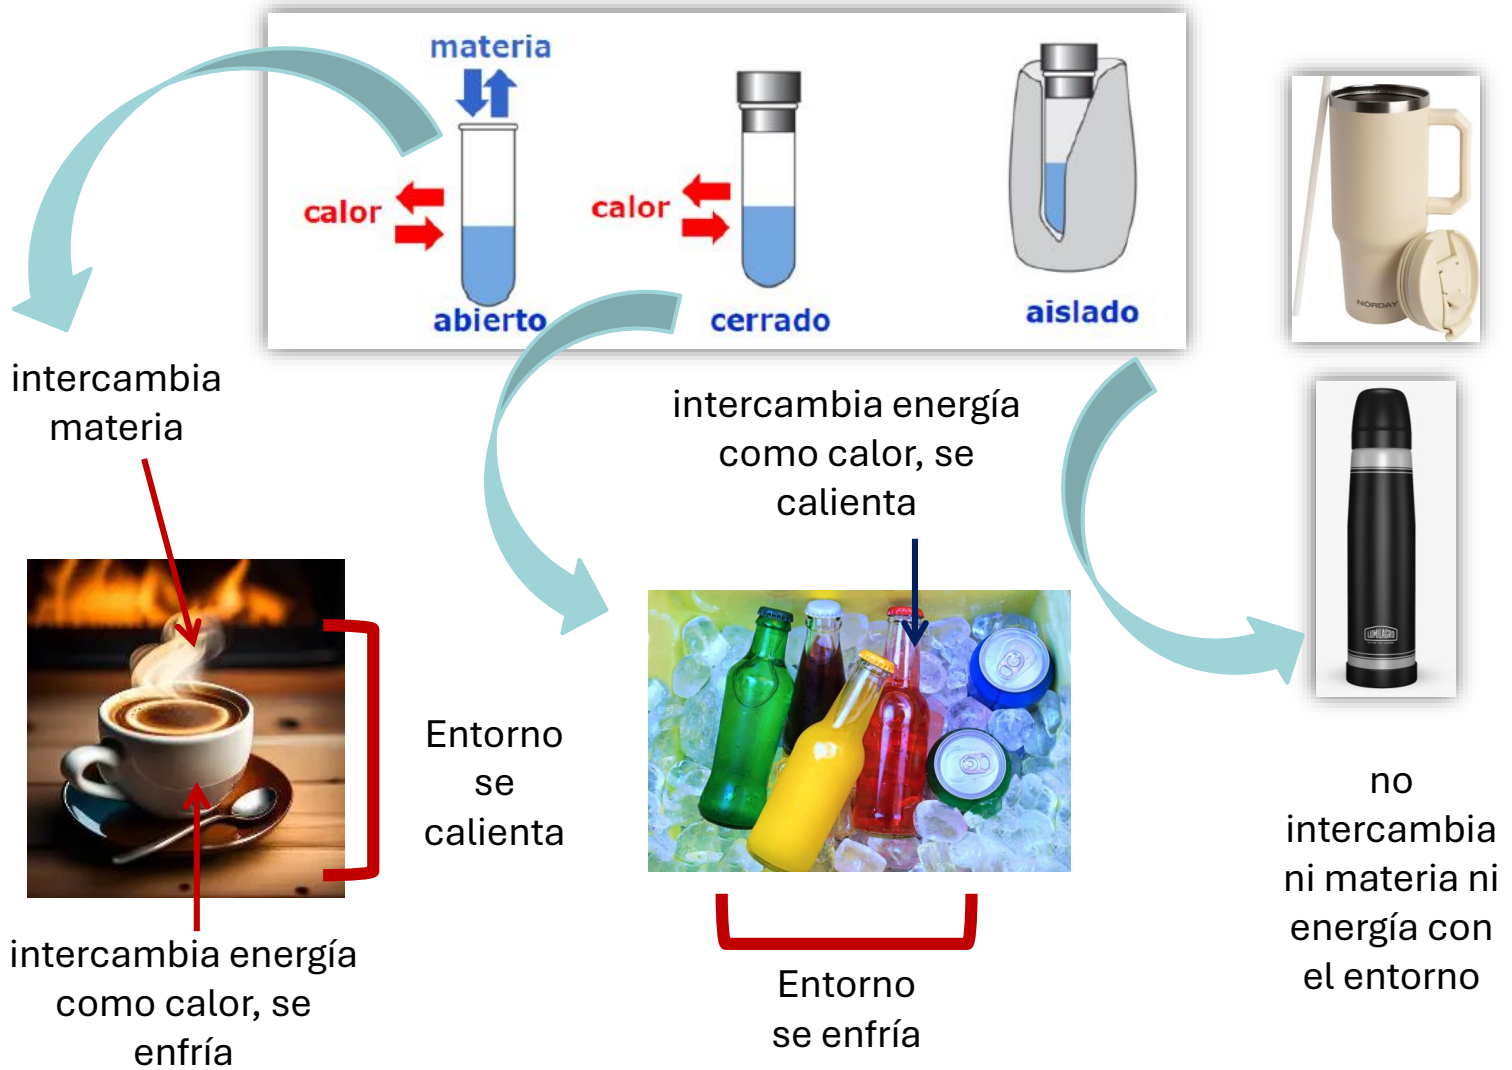 materia
calor
abierto
calor
cerrado
aislado
NORDAY
intercambia
materia
intercambia energía
como calor, se
calienta
LUMILAGRO
Entorno
se
calienta
no
intercambia
ni materia ni
energía con
el entorno
intercambia energía
como calor, se
enfría
Entorno
se enfría